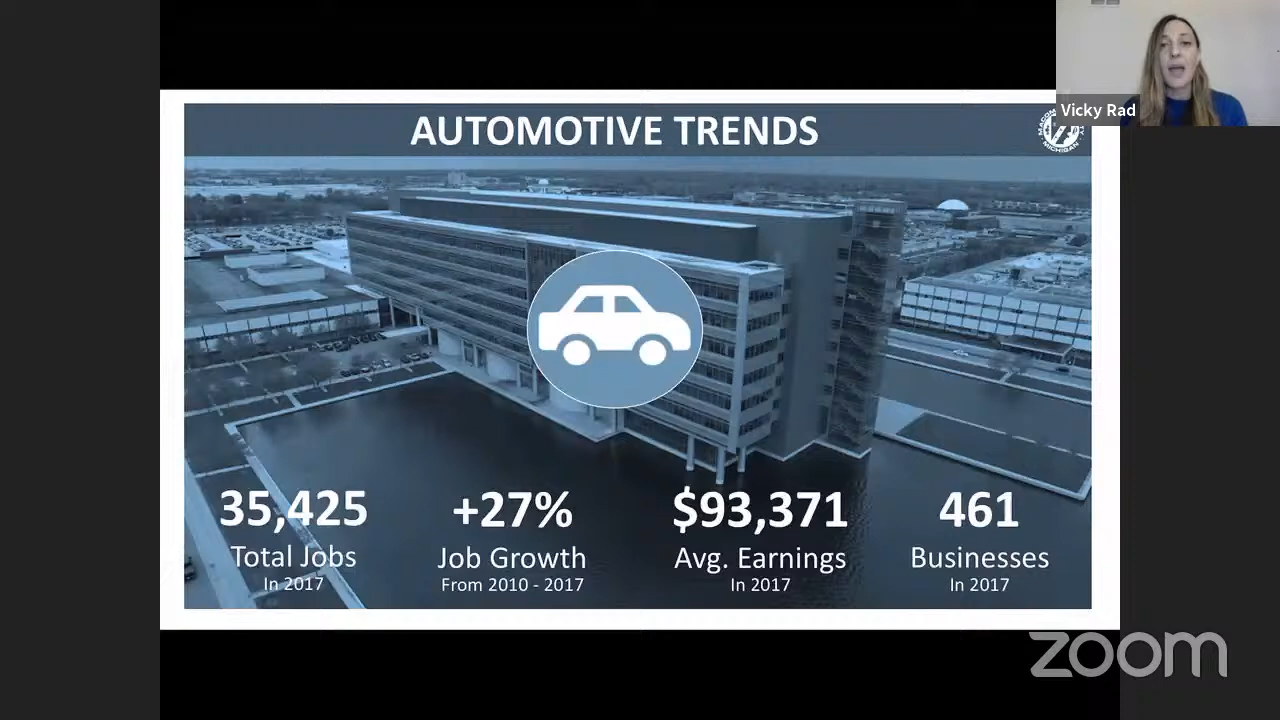 AUTOMOTIVE TRENDS
Vicky Rad
MICHIGAN
35,425
Total Jobs
In 2017
+27%
Job Growth
From 2010 - 2017
$93,371
Avg. Earnings
In 2017
461
Businesses
In 2017
zoom